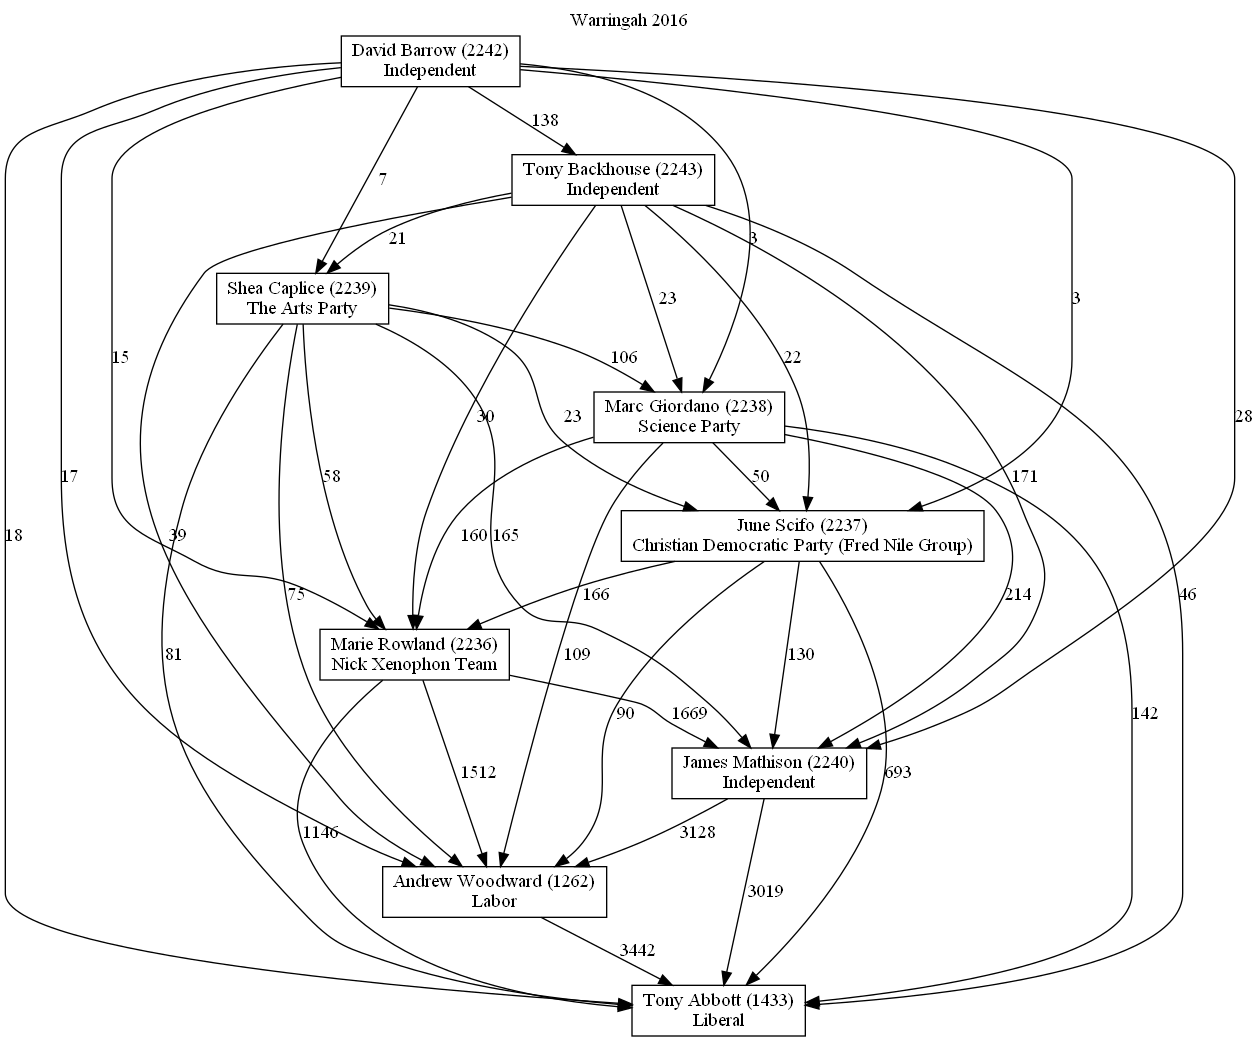 Warringah 2016
David Barrow (2242)
Independent
138
7
Tony Backhouse (2243)
Independent
21
3
Shea Caplice (2239)
The Arts Party
23
3
15
106
22
Marc Giordano (2238)
Science Party
30
23
28
17
58
50
171
18
39
160
165
June Scifo (2237)
Christian Democratic Party (Fred Nile Group)
75
166
214
46
Marie Rowland (2236)
Nick Xenophon Team
81
109
130
1669
90
142
James Mathison (2240)
Independent
1512
693
1146
3128
Andrew Woodward (1262)
Labor
3019
3442
Tony Abbott (1433)
Liberal